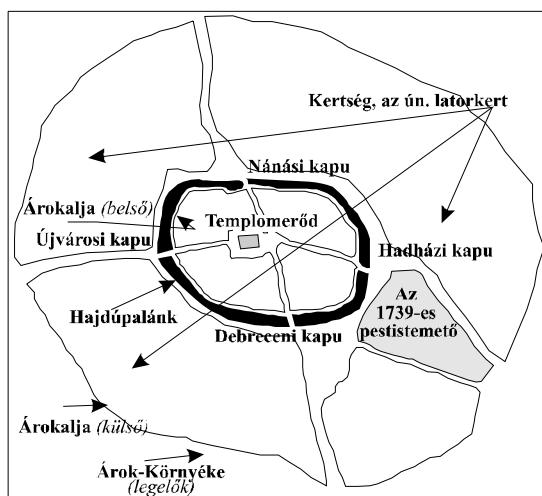 Kertség, az ún. latorkert
Nánási kapu
Árokalja (belső)
Templomerőd
Újvárosi kapu
Hadházi kapu
Az
1739-es
pestistemető
Hajdúpalánk
Debreceni kapu
Árokalja (külső)
Árok-Környéke
(legelők)